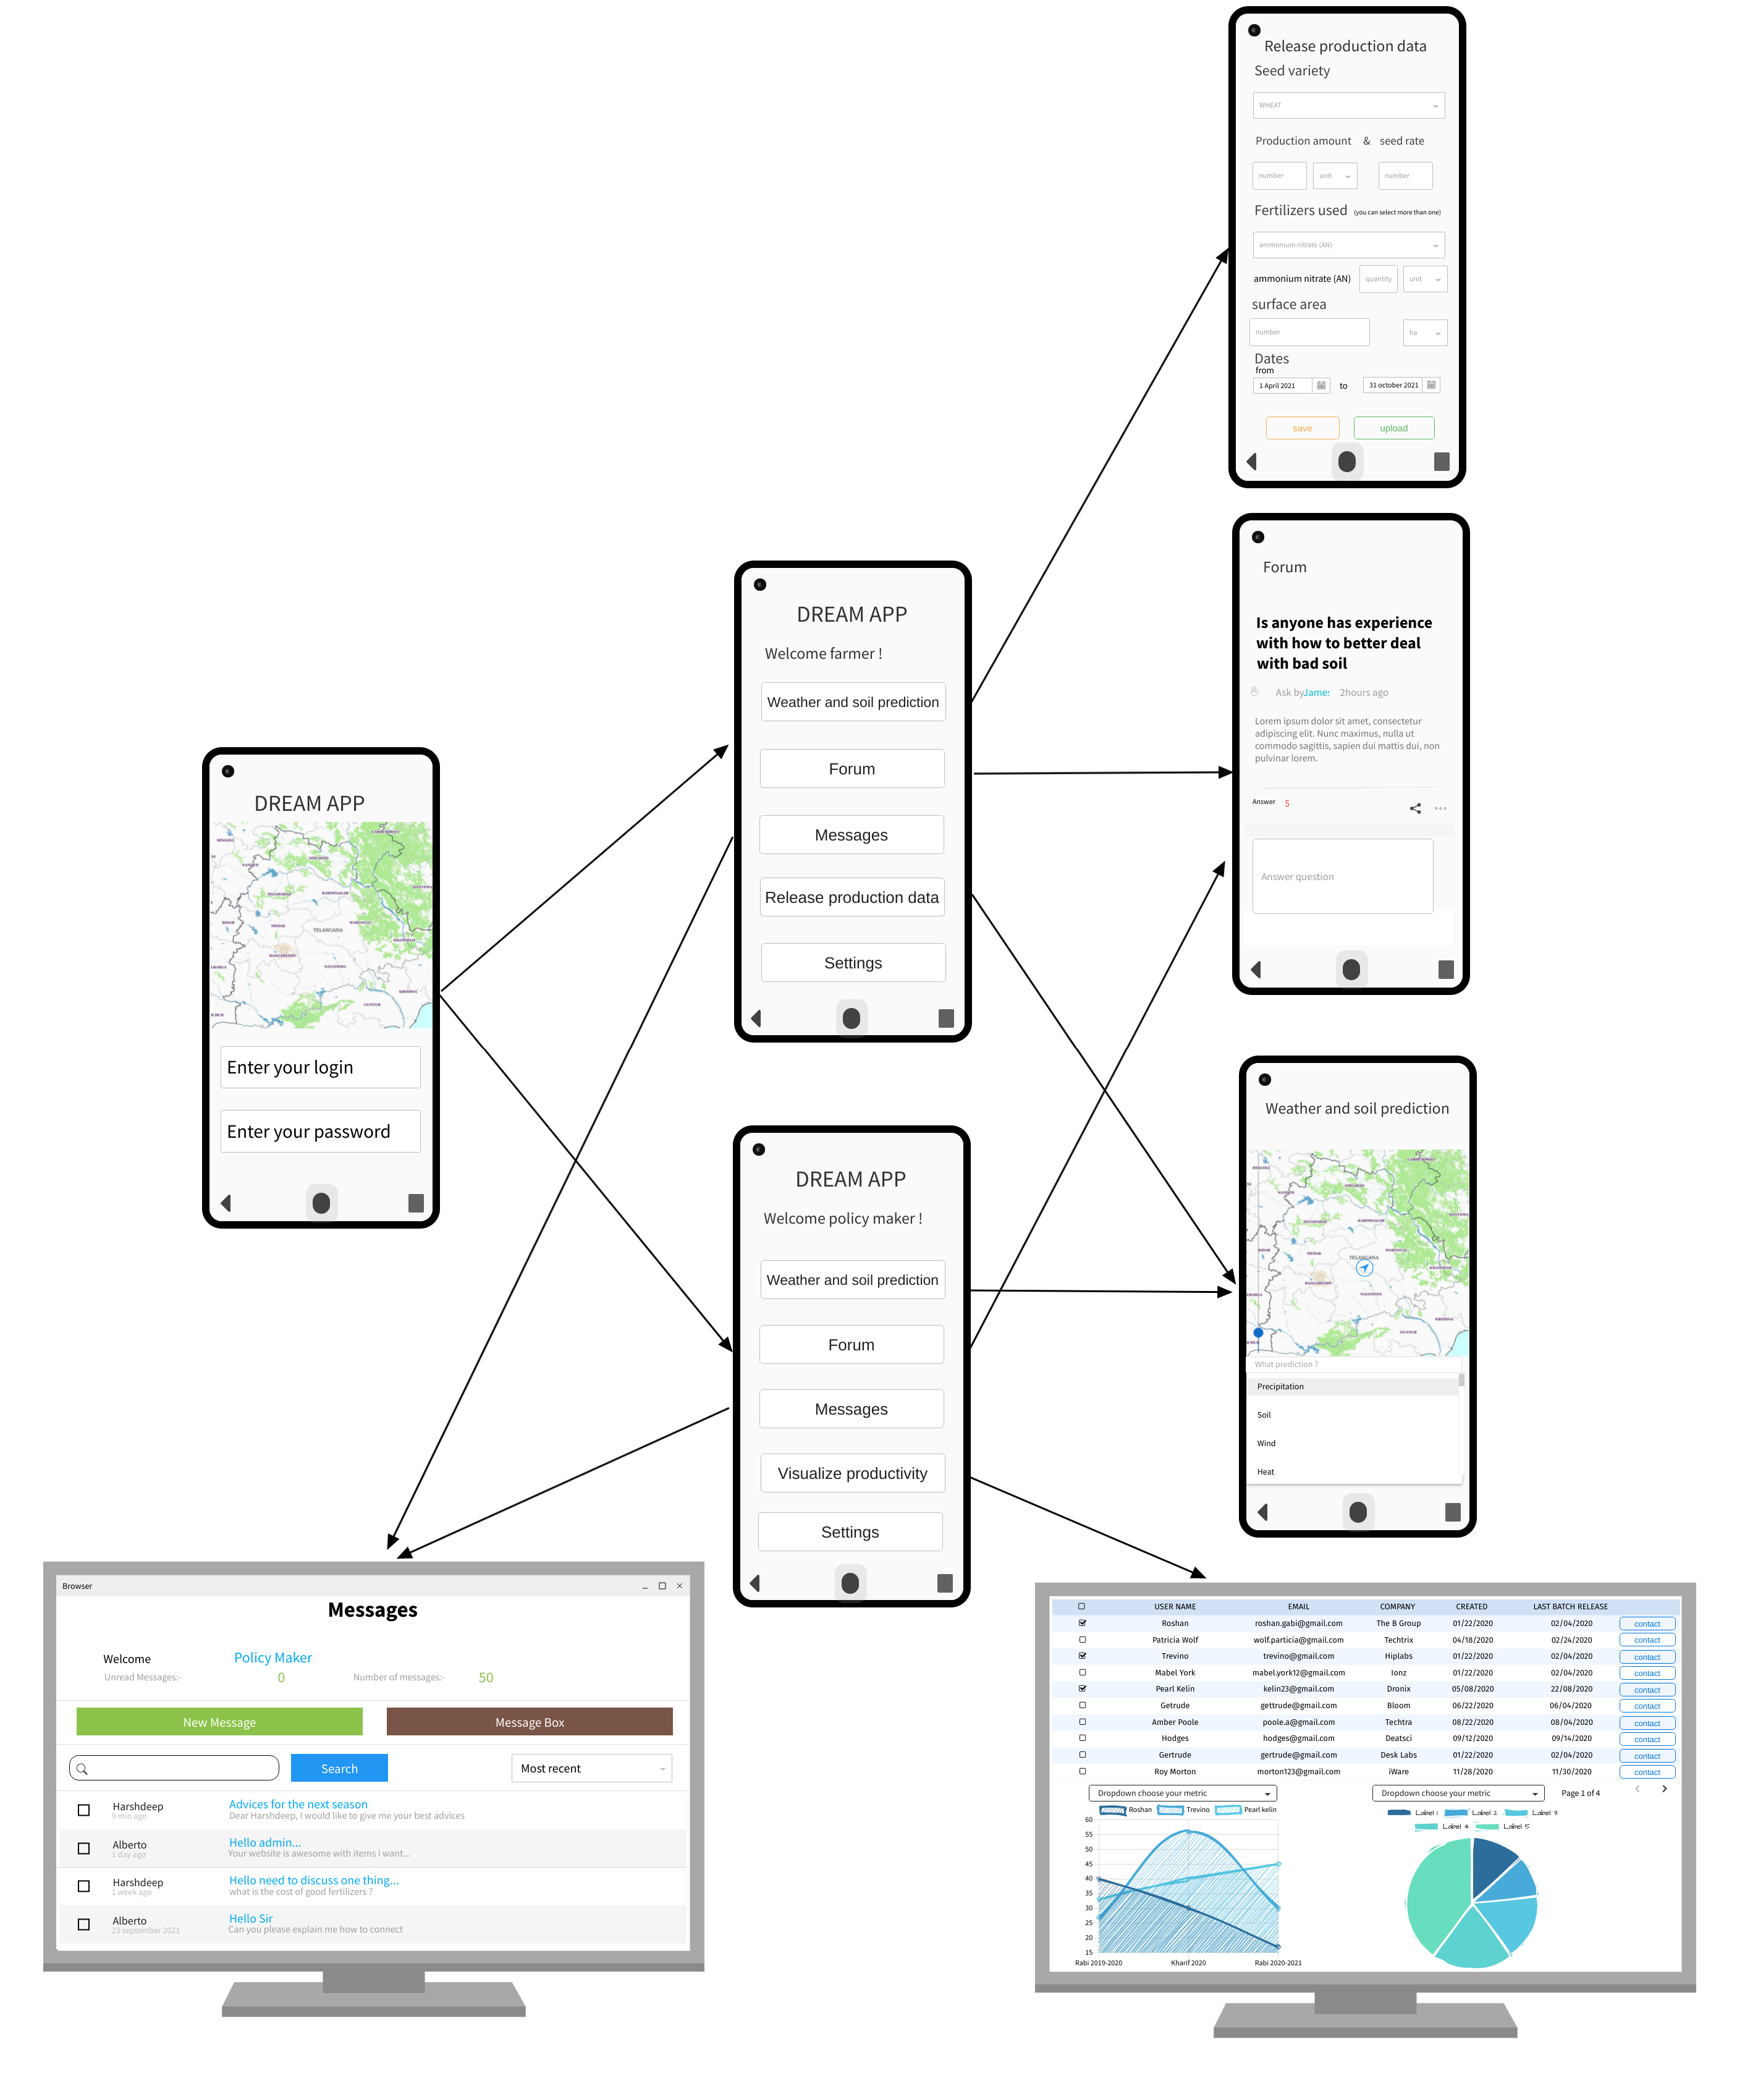 Release production data
Seed variety
WHEAT
Production amount & seed rate
number unit number
Fertilizers used (you can select more than one)
ammonium nitrate (AN)
ammonium nitrate (AN) quantity unit
surface area
number ha
Dates
from
1 April 2021 to 31 october 2021
save upload
Forum
Is anyone has experience
with how to better deal
with bad soil
Ask by James 2hours ago
Lorem ipsum dolor sit amet, consectetur
adipiscing elit. Nunc maximus, nulla ut
commodo sagittis, sapien dui mattis dui, non
pulvinar lorem.
Answer 5
Answer question
DREAM APP
Welcome farmer !
Weather and soil prediction
Forum
Messages
Release production data
Settings
DREAM APP
TELANGANA
Enter your login
Enter your password
DREAM APP
Welcome policy maker !
Weather and soil prediction
Forum
Messages
Visualize productivity
Settings
Weather and soil prediction
TELANGANA
What prediction ?
Precipitation
Soil
Wind
Heat
Browser
Messages
Welcome Policy Maker
Unread Messages:- 0 Number of messages:- 50
New Message Message Box
Search Most recent
Harshdeep Advices for the next season
9 min ago Dear Harshdeep, I would like to give me your best advices
Alberto Hello admin...
1 day ago Your website is awesome with items i want...
Harshdeep Hello need to discuss one thing...
1 week ago what is the cost of good fertilizers ?
Alberto Hello Sir
23 september 2021 Can you please explain me how to connect
USER NAME EMAIL COMPANY CREATED LAST BATCH RELEASE
Roshan roshan.gabi@gmail.com The B Group 01/22/2020 02/04/2020 contact
Patricia Wolf wolf.particia@gmail.com Techtrix 04/18/2020 02/24/2020 contact
Trevino trevino@gmail.com Hiplabs 01/22/2020 02/04/2020 contact
Mabel York mabel.york12@gmail.com Ionz 01/22/2020 02/04/2020 contact
Pearl Kelin kelin23@gmail.com Dronix 05/08/2020 22/08/2020 contact
Getrude gettrude@gmail.com Bloom 06/22/2020 06/04/2020 contact
Amber Poole poole.a@gmail.com Techtra 08/22/2020 08/04/2020 contact
Hodges hodges@gmail.com Deatsci 09/12/2020 09/14/2020 contact
Gertrude gertrude@gmail.com Desk Labs 01/22/2020 02/04/2020 contact
Roy Morton morton123@gmail.com iWare 11/28/2020 11/30/2020 contact
Dropdown choose your metric Dropdown choose your metric Page 1 of 4
Roshan Trevino Pearl kelin
Label 1 Label 2 Label 3
Label 4 Label 5
60
55
50
45
40
35
30
25
20
15
Rabi 2019-2020 Kharif 2020 Rabi 2020-2021